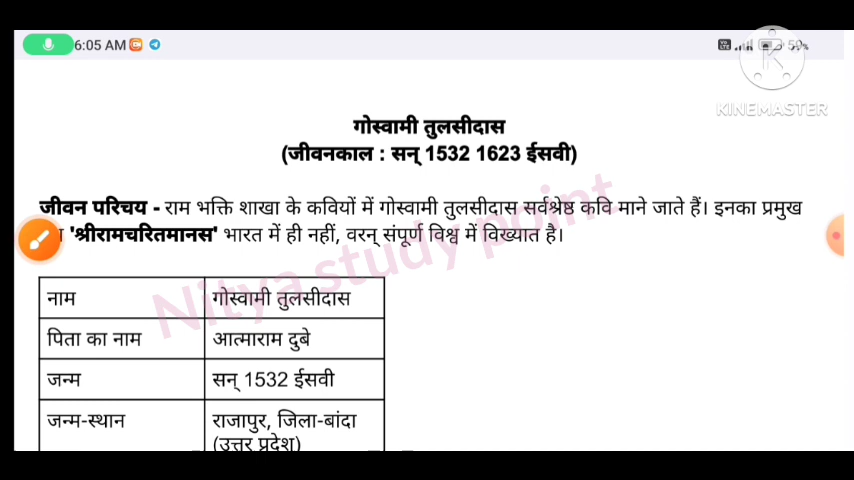 6:05 AM
59%
KINEMASTER
गोस्वामी तुलसीदास
(जीवनकाल : सन् 1532 1623 ईसवी)
जीवन परिचय - राम भक्ति शाखा के कवियों में गोस्वामी तुलसीदास सर्वश्रेष्ठ कवि माने जाते हैं। इनका प्रमुख
'श्रीरामचरितमानस' भारत में ही नहीं, वरन् संपूर्ण विश्व में विख्यात है।
Nitya study point
नाम गोस्वामी तुलसीदास
पिता का नाम आत्माराम दुबे
जन्म सन् 1532 ईसवी
जन्म-स्थान राजापुर, जिला-बांदा
(उत्तर प्रदेश)